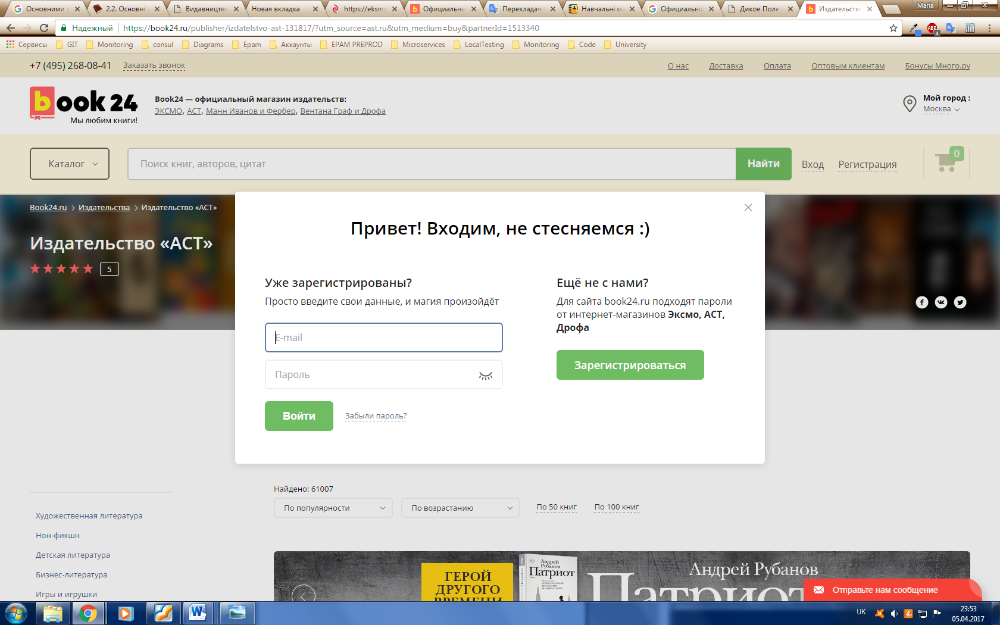 Основними з
2.2. Основні з
Видавництво
Новая вкладка
https://eksmo
Официальны
Перекладач
Навчальні ма
Официальній
Дикое Поле
Издательство
Maria
Надежный
https://book24.ru/publisher/izdatelstvo-ast-131817/?utm_source=ast.ru&utm_medium=buy&partnerId=1513340
ABP
4
Сервисы GIT Monitoring consul Diagrams Epam Аккаунты EPAM PREPROD Microservices LocalTesting Monitoring Code University
+7 (495) 268-08-41 Заказать звонок О нас Доставка Оплата Оптовым клиентам Бонусы Много.ру
book 24
Мы любим книги!
Book24 — официальный магазин издательств:
ЭКСМО, АСТ, Манн Иванов и Фербер, Вентана Граф и Дрофа
Мой город :
Москва
Каталог
Поиск книг, авторов, цитат
Найти
Вход
Регистрация
0
Book24.ru > Издательства > Издательство «АСТ»
Издательство «АСТ»
5
Привет! Входим, не стесняемся :)
Уже зарегистрированы?
Просто введите свои данные, и магия произойдёт
E-mail
Пароль
Войти
Забыли пароль?
Ещё не с нами?
Для сайта book24.ru подходят пароли
от интернет-магазинов Эксмо, АСТ,
Дрофа
Зарегистрироваться
Найдено: 61007
По популярности
По возрастанию
По 50 книг
По 100 книг
Художественная литература
Нон-фикшн
Детская литература
Бизнес-литература
Игры и игрушки
ГЕРОЙ
ДРУГОГО
ВРЕМЕНИ
Андрей
Рубанов
Патриот
Андрей Рубанов
Патриот
Отправьте нам сообщение
UK
23:53
05.04.2017